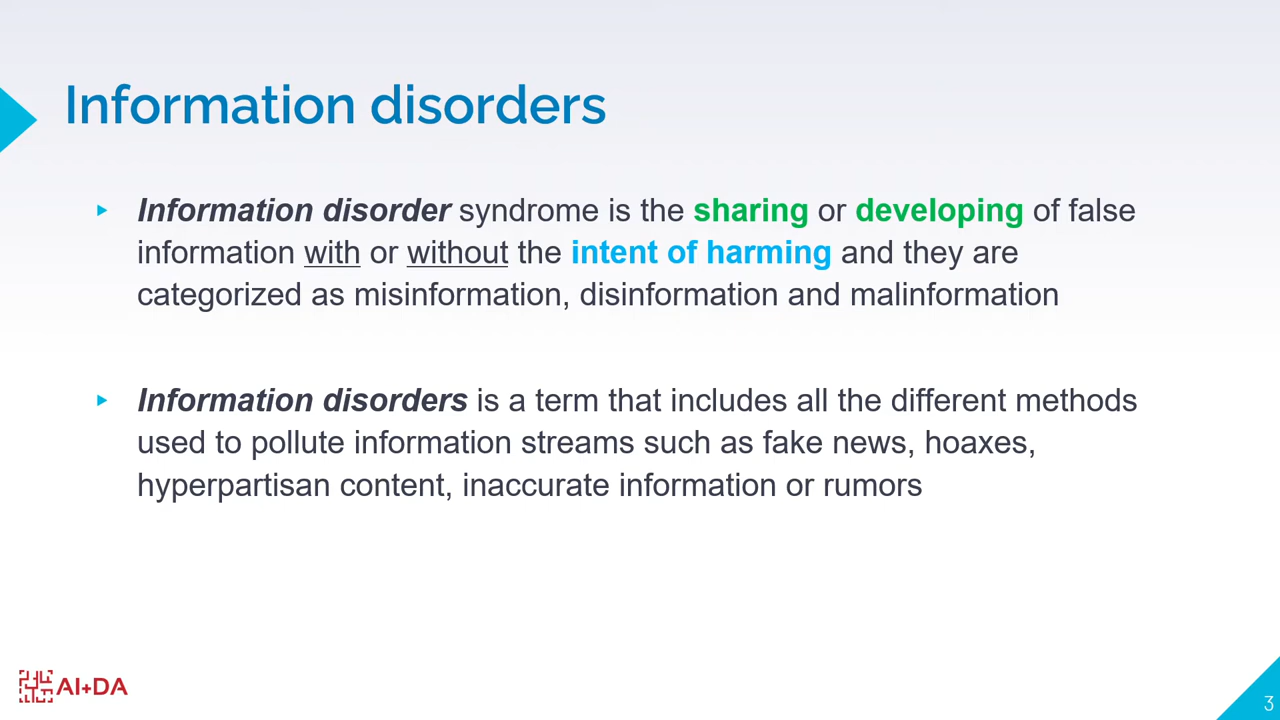 Information disorders
Information disorder syndrome is the sharing or developing of false
information with or without the intent of harming and they are
categorized as misinformation, disinformation and malinformation
Information disorders is a term that includes all the different methods
used to pollute information streams such as fake news, hoaxes,
hyperpartisan content, inaccurate information or rumors
AI+DA
3